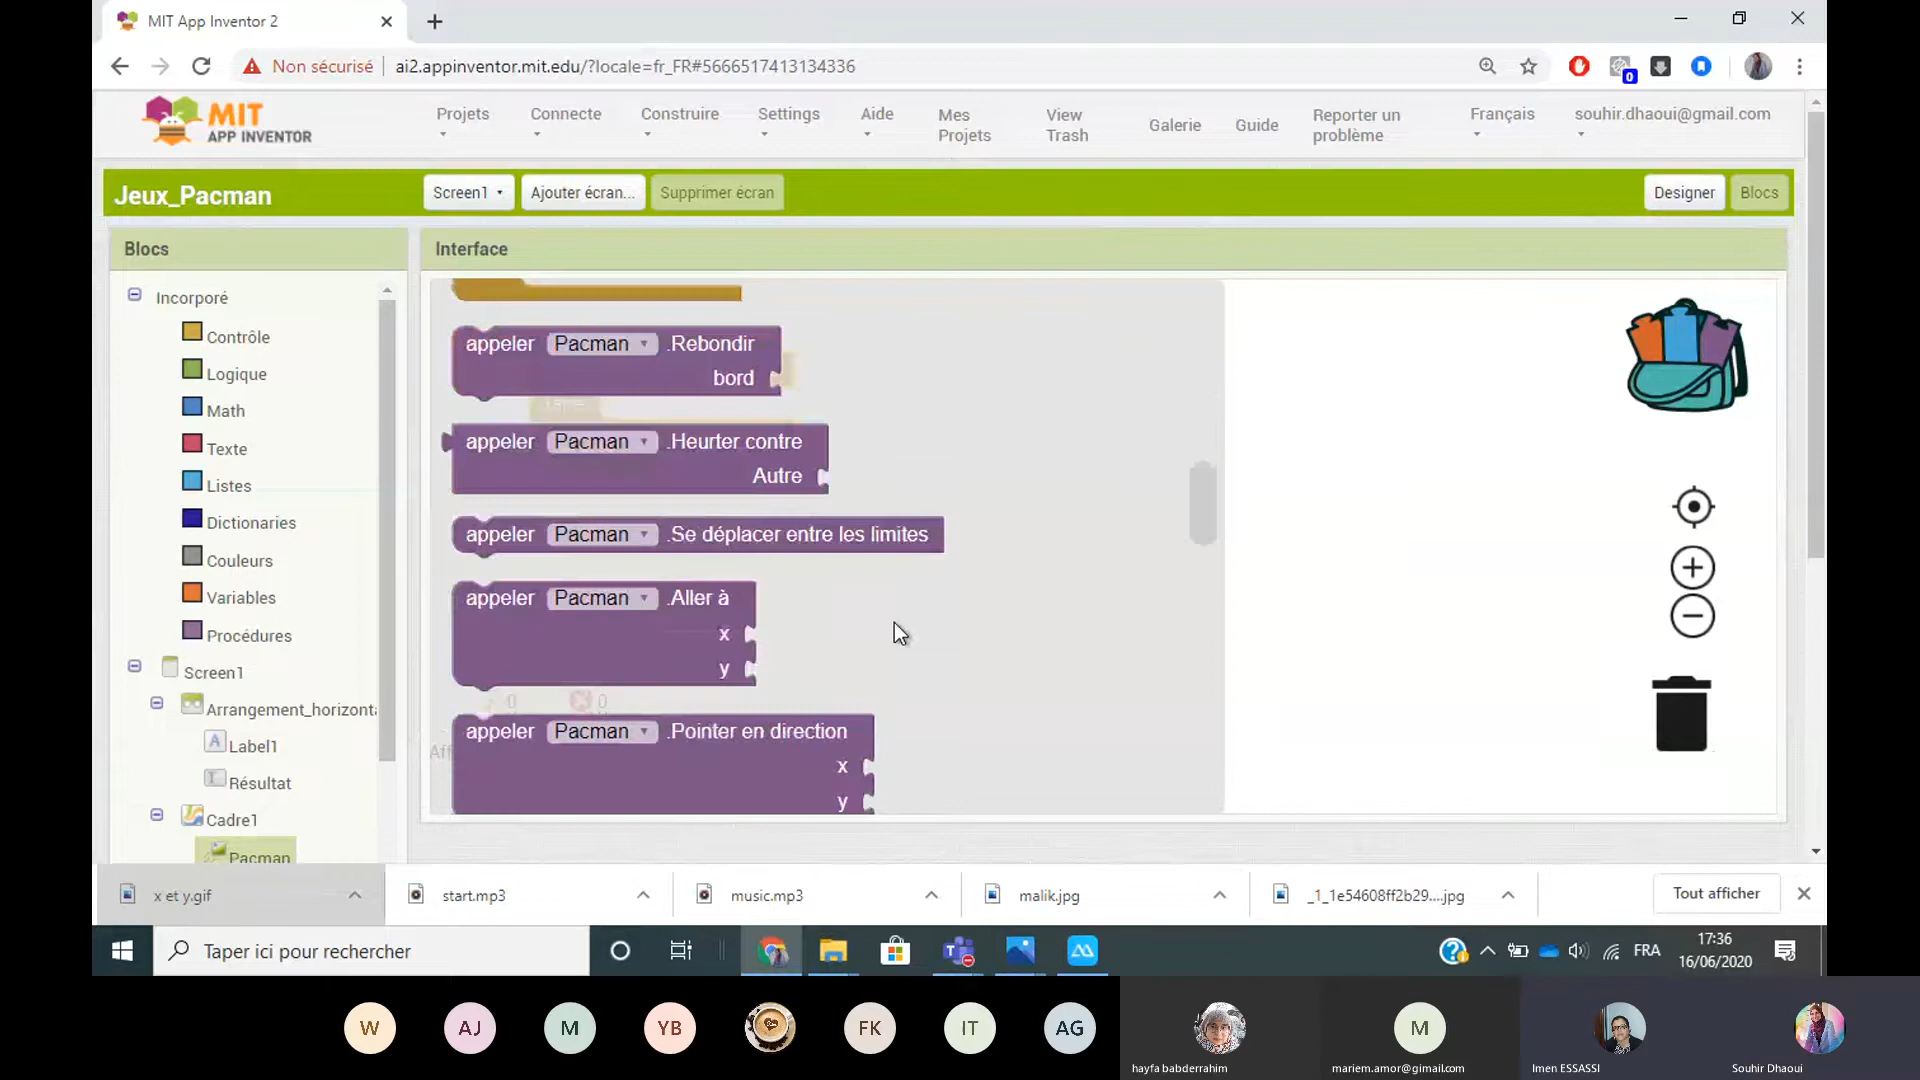 MIT App Inventor 2
Non sécurisé
ai2.appinventor.mit.edu/?locale=fr_FR#5666517413134336
0
MIT
APP INVENTOR
Projets
Connecte
Construire
Settings
Aide
Mes
Projets
View
Trash
Galerie
Guide
Reporter un
problème
Français
souhir.dhaoui@gmail.com
Jeux_Pacman
Screen1
Ajouter écran...
Supprimer écran
Designer
Blocs
Blocs
Interface
Incorporé
Contrôle
Logique
Math
Texte
Listes
Dictionaries
Couleurs
Variables
Procédures
Screen1
Arrangement_horizonta
Label1
Résultat
Cadre1
Pacman
appeler Pacman .Rebondir
bord
appeler Pacman .Heurter contre
Autre
appeler Pacman .Se déplacer entre les limites
appeler Pacman .Aller à
x
y
0 0
appeler Pacman .Pointer en direction
x
y
x et y.gif
start.mp3
music.mp3
malik.jpg
_1_1e54608ff2b29....jpg
Tout afficher
Taper ici pour rechercher
FRA
17:36
16/06/2020
W
AJ
M
YB
FK
IT
AG
M
hayfa babderrahim
mariem.amor@gimail.com
Imen ESSASSI
Souhir Dhaoui